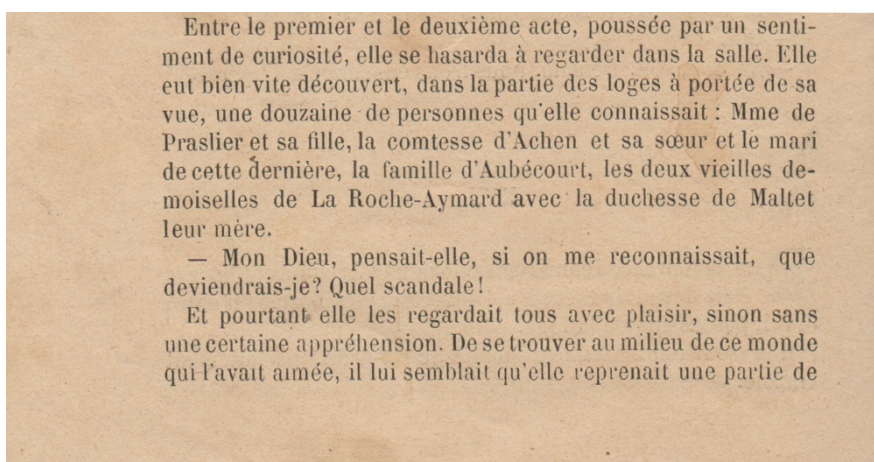 Entre le premier et le deuxième acte, poussée par un senti-
ment de curiosité, elle se hasarda à regarder dans la salle. Elle
eut bien vite découvert, dans la partie des loges à portée de sa
vue, une douzaine de personnes qu'elle connaissait : Mme de
Praslier et sa fille, la comtesse d'Achen et sa sœur et le mari
de cette dernière, la famille d'Aubécourt, les deux vieilles de-
moiselles de La Roche-Aymard avec la duchesse de Maltet
leur mère.
— Mon Dieu, pensait-elle, si on me reconnaissait, que
deviendrais-je? Quel scandale!
Et pourtant elle les regardait tous avec plaisir, sinon sans
une certaine appréhension. De se trouver au milieu de ce monde
qui l'avait aimée, il lui semblait qu'elle reprenait une partie de